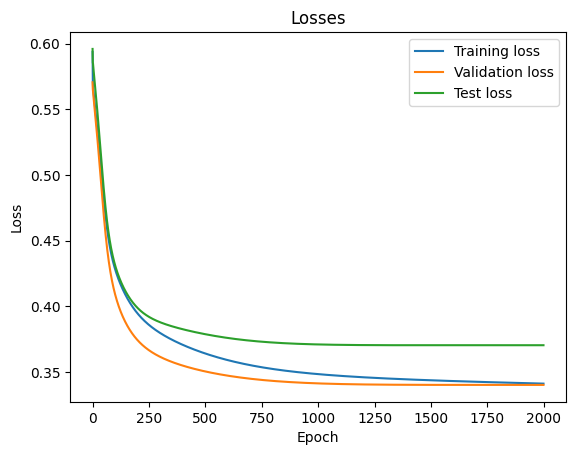 Losses
Training loss
Validation loss
Test loss
0.60
0.55
0.50
0.45
0.40
0.35
Loss
0
250
500
750
1000
1250
1500
1750
2000
Epoch